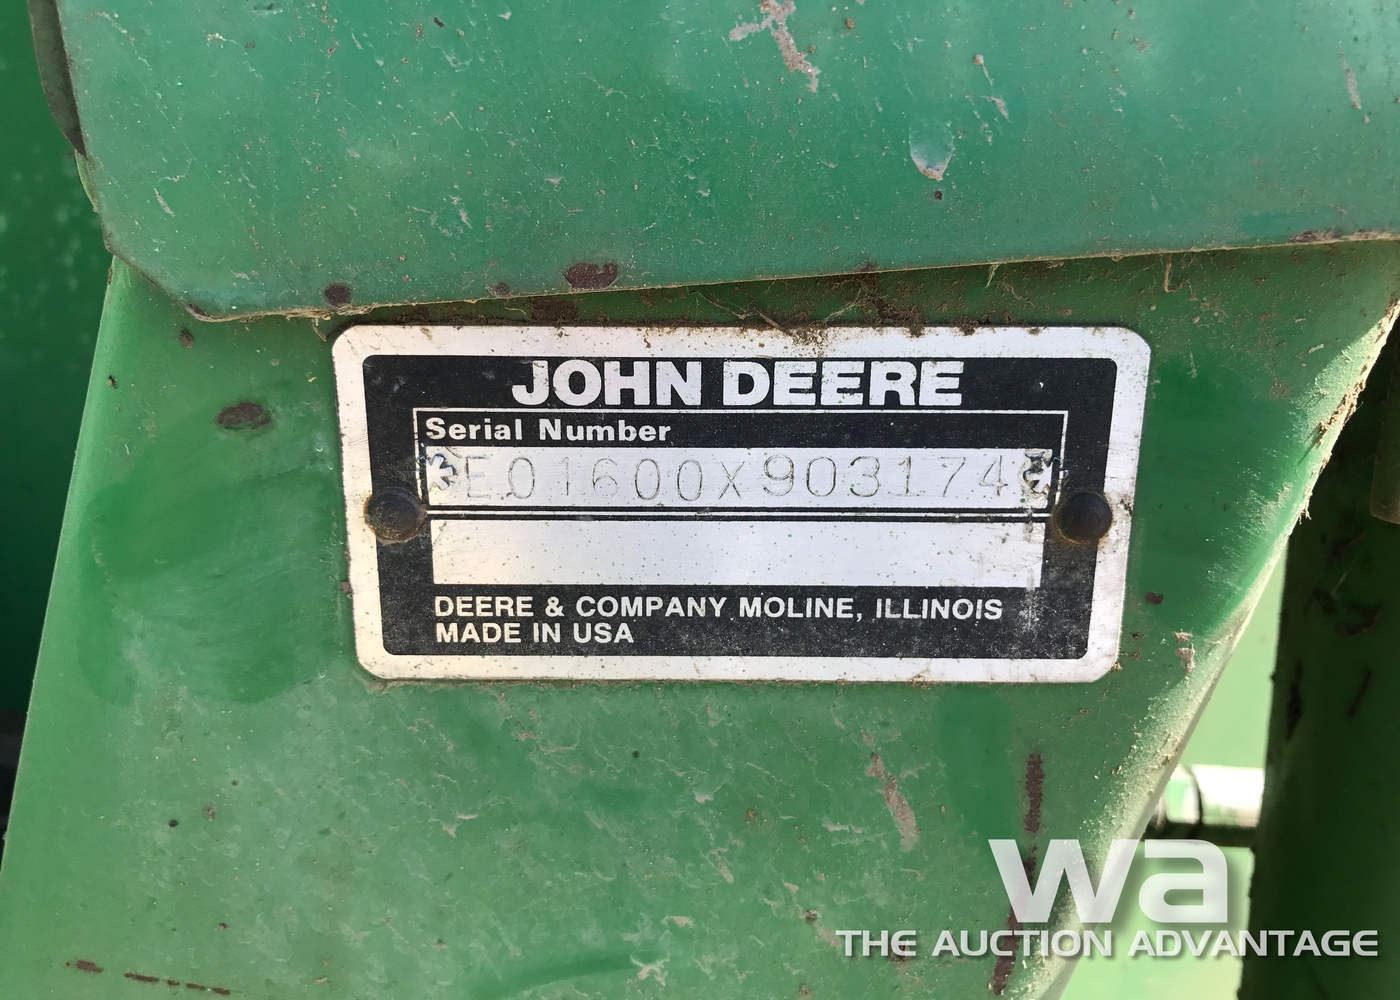 JOHN DEERE
Serial Number
*E01600X903174*
DEERE & COMPANY MOLINE, ILLINOIS
MADE IN USA
wa
THE AUCTION ADVANTAGE